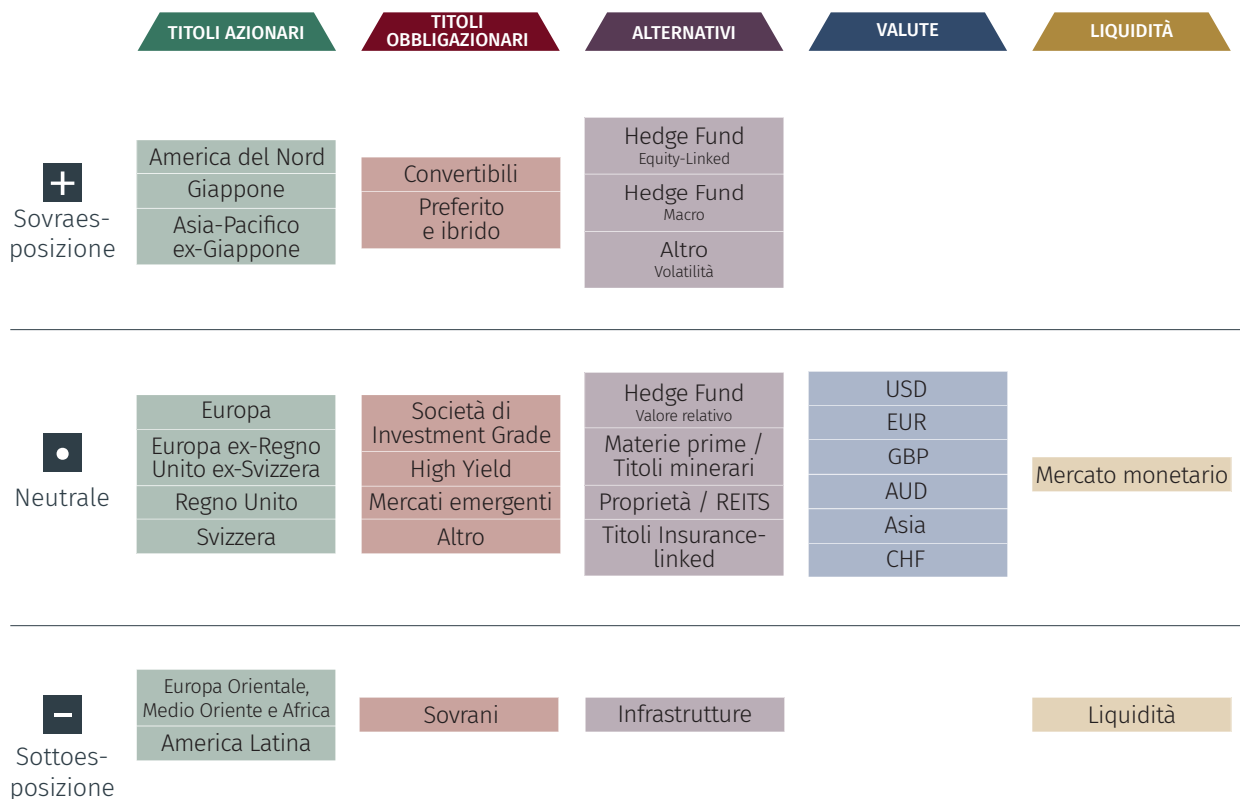 TITOLI AZIONARI
TITOLI
OBBLIGAZIONARI
ALTERNATIVI
VALUTE
LIQUIDITÀ
Sovraes-
posizione
America del Nord
Giappone
Asia-Pacifico
ex-Giappone
Convertibili
Preferito
e ibrido
Hedge Fund
Equity-Linked
Hedge Fund
Macro
Altro
Volatilità
Neutrale
Europa
Europa ex-Regno
Unito ex-Svizzera
Regno Unito
Svizzera
Società di
Investment Grade
High Yield
Mercati emergenti
Altro
Hedge Fund
Valore relativo
Materie prime /
Titoli minerari
Proprietà / REITS
Titoli Insurance-
linked
USD
EUR
GBP
AUD
Asia
CHF
Mercato monetario
Sottoes-
posizione
Europa Orientale,
Medio Oriente e Africa
America Latina
Sovrani
Infrastrutture
Liquidità